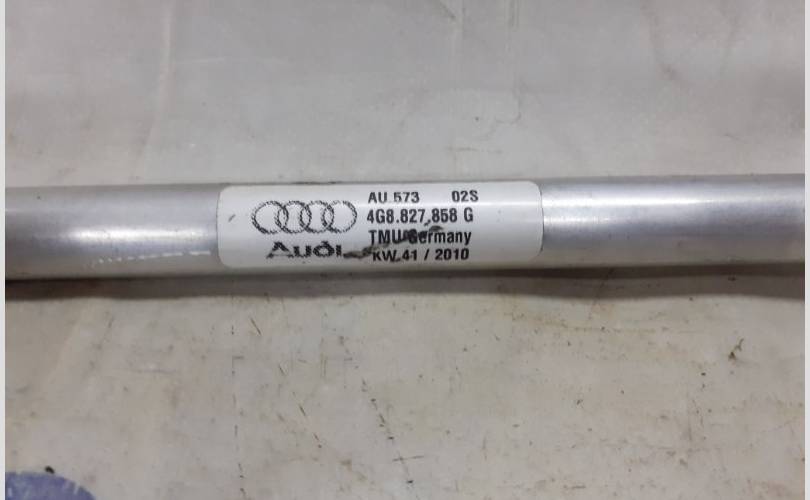 AU 573 02S
4G8.827.858 G
TMU/Germany
Audi KW 41 / 2010